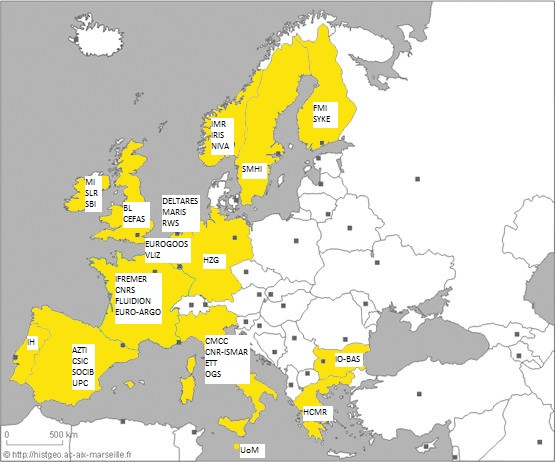 FMI
SYKE
IMR
IRIS
NIVA
SMHI
MI
SLR
SBI
BL
CEFAS
DELTARES
MARIS
RWS
EUROGOOS
VLIZ
HZG
IFREMER
CNRS
FLUIDION
EURO-ARGO
IH
AZTI
CSIC
SOCIB
UPC
CMCC
CNR-ISMAR
ETT
OGS
IO-BAS
HCMR
UoM
0 500 km
© http://histgeo.ac-aix-marseille.fr